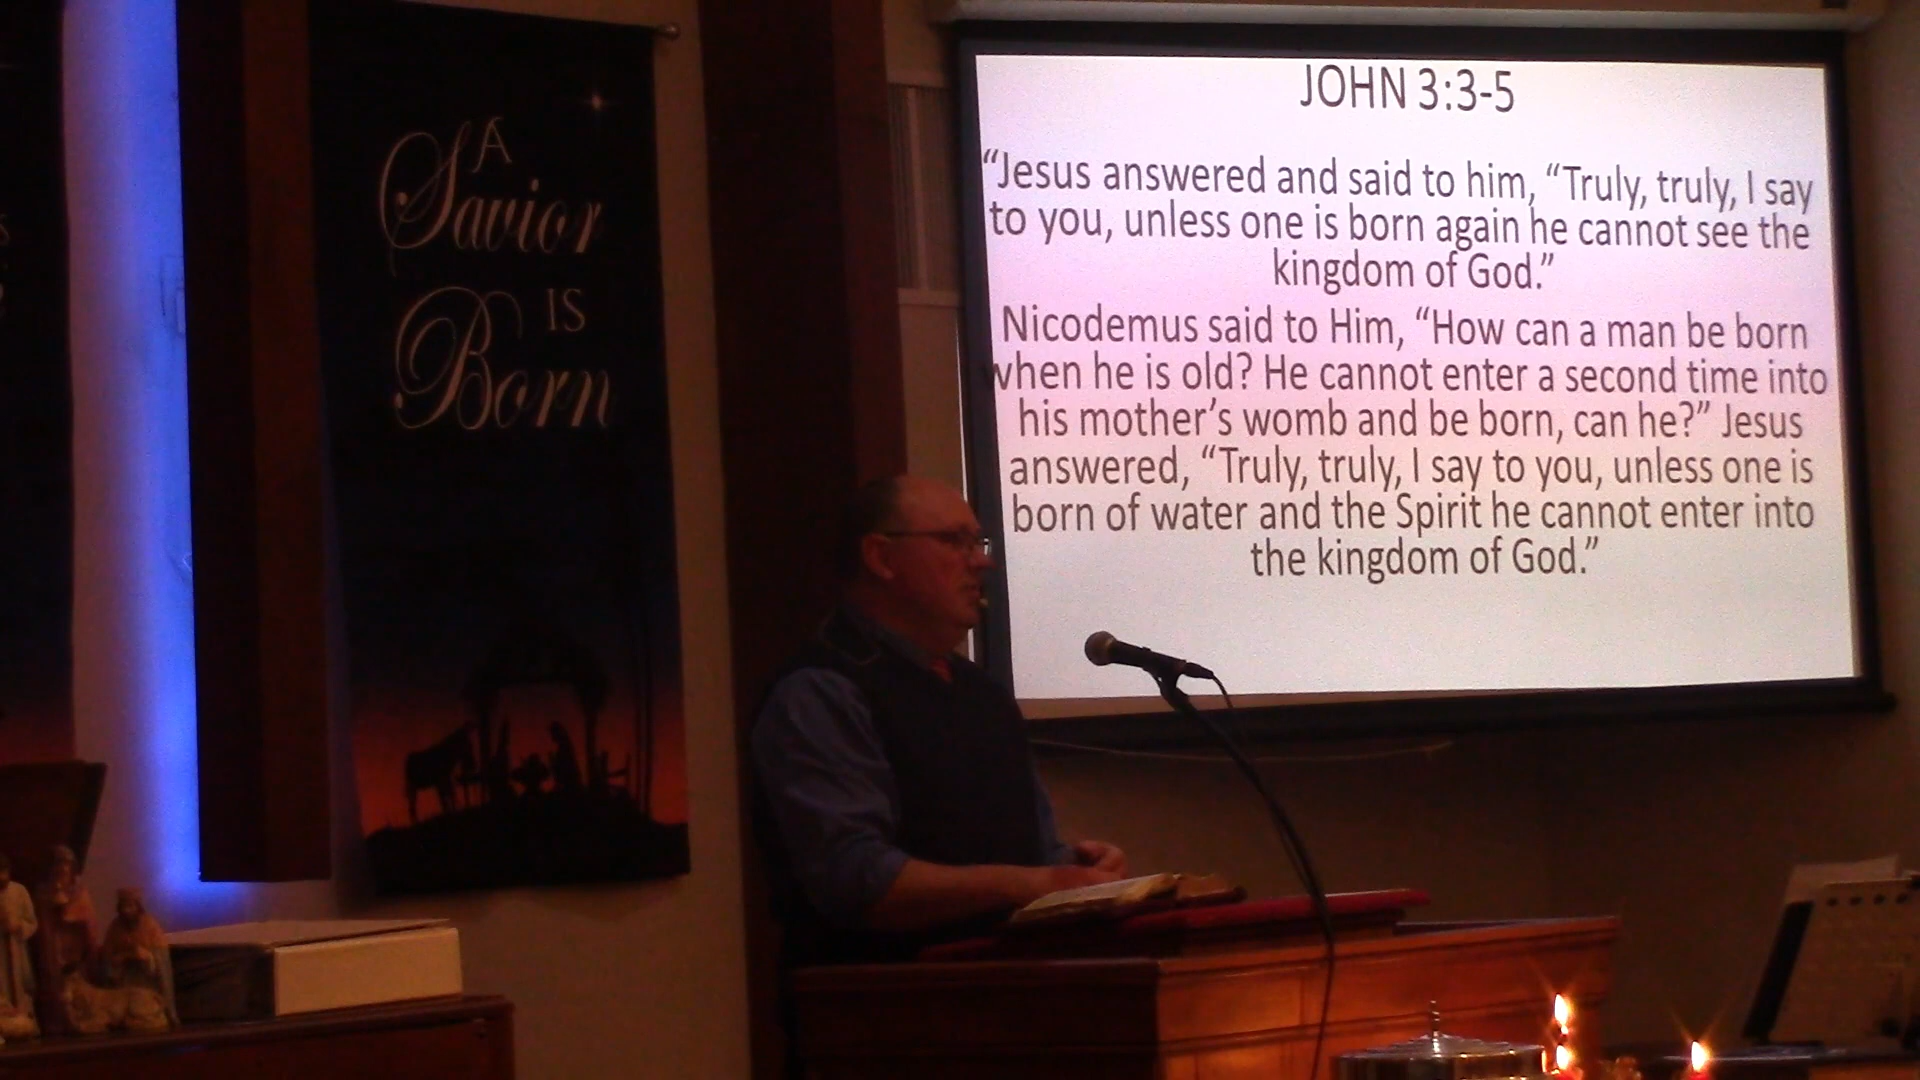 A
Savior
IS
Born
JOHN 3:3-5
“Jesus answered and said to him, “Truly, truly, I say
to you, unless one is born again he cannot see the
kingdom of God.”
Nicodemus said to Him, “How can a man be born
when he is old? He cannot enter a second time into
his mother’s womb and be born, can he?” Jesus
answered, “Truly, truly, I say to you, unless one is
born of water and the Spirit he cannot enter into
the kingdom of God.”